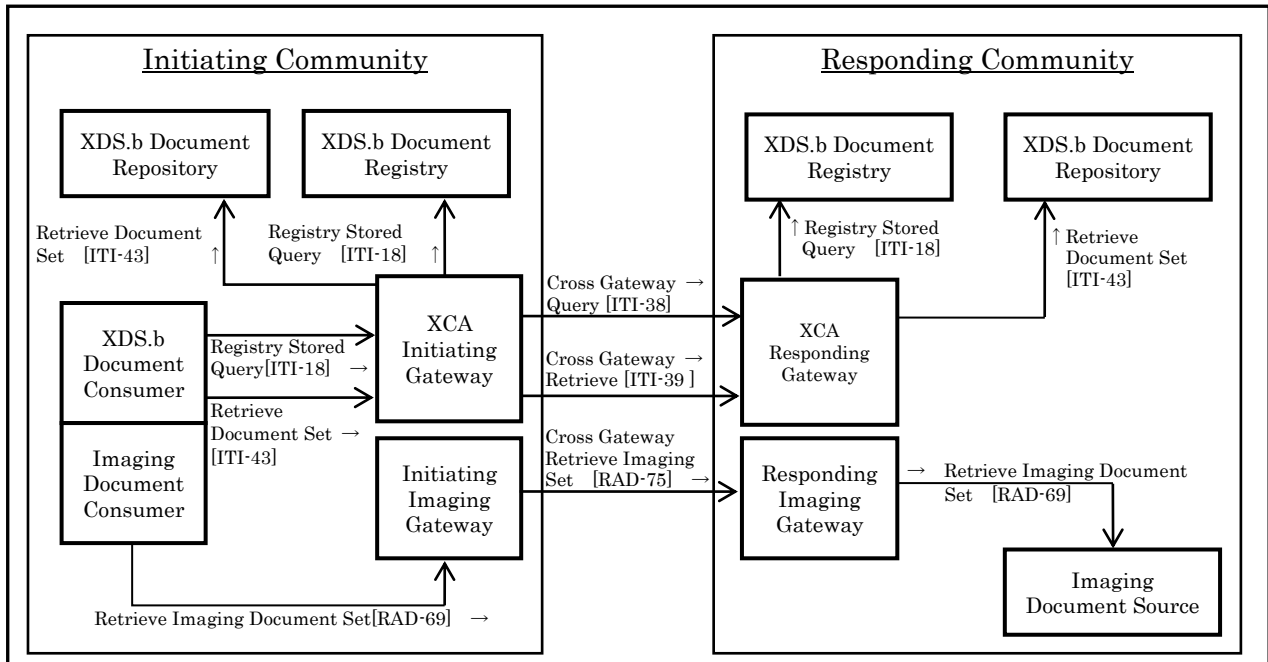 Initiating Community
XDS.b Document
Repository
XDS.b Document
Registry
Retrieve Document
Set [ITI-43] ↑
Registry Stored
Query [ITI-18] ↑
XDS.b
Document
Consumer
Registry Stored
Query[ITI-18] →
Retrieve
Document Set →
[ITI-43]
XCA
Initiating
Gateway
Imaging
Document
Consumer
Initiating
Imaging
Gateway
Retrieve Imaging Document Set[RAD-69] →
Cross Gateway →
Query [ITI-38]
Cross Gateway →
Retrieve [ITI-39 ]
Cross Gateway
Retrieve Imaging
Set [RAD-75] →
Responding Community
XDS.b Document
Registry
XDS.b Document
Repository
↑ Registry Stored
Query [ITI-18]
↑ Retrieve
Document Set
[ITI-43]
XCA
Responding
Gateway
Responding
Imaging
Gateway
→ Retrieve Imaging Document
Set [RAD-69]
Imaging
Document Source